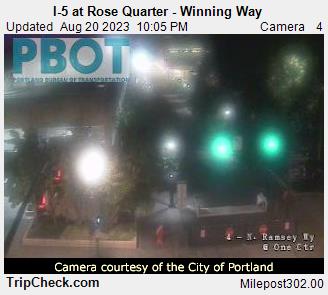 I-5 at Rose Quarter - Winning Way
Updated Aug 20 2023 10:05 PM Camera 4
PBOT
PORTLAND BUREAU OF TRANSPORTATION
4 - N. Ramsey Wy
@ One Ctr
Camera courtesy of the City of Portland
TripCheck.com Milepost302.00